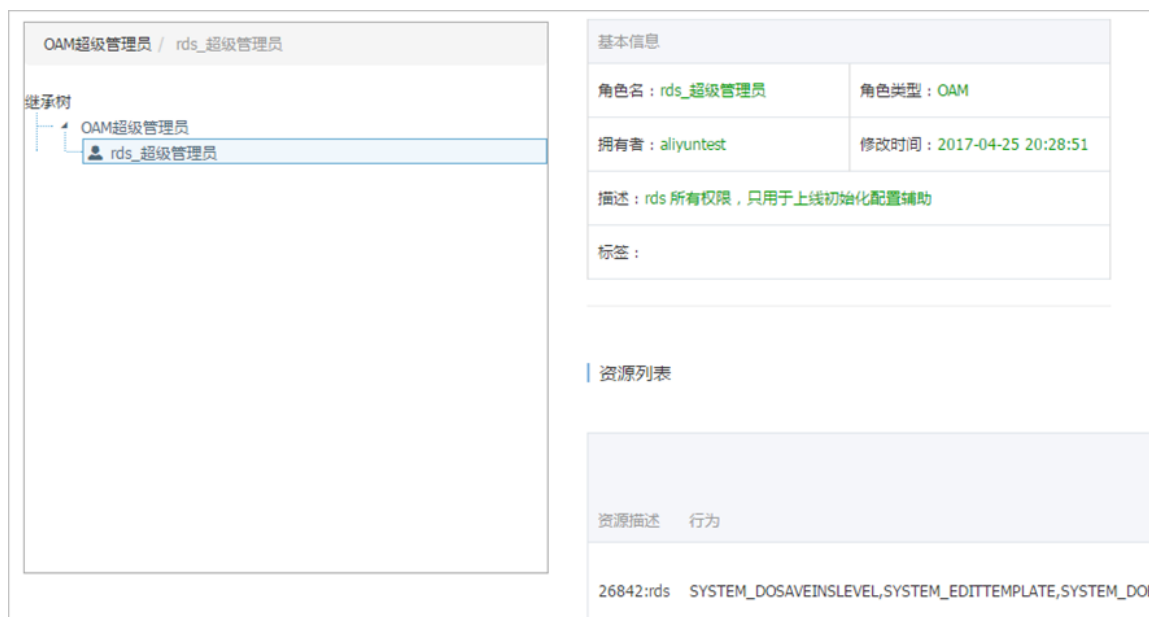 OAM超级管理员 / rds_超级管理员
继承树
OAM超级管理员
rds_超级管理员
基本信息
角色名：rds_超级管理员 角色类型：OAM
拥有者：aliyuntest 修改时间：2017-04-25 20:28:51
描述：rds 所有权限，只用于上线初始化配置辅助
标签：
资源列表
资源描述 行为
26842:rds SYSTEM_DOSAVEINSLEVEL,SYSTEM_EDITTEMPLATE,SYSTEM_DO